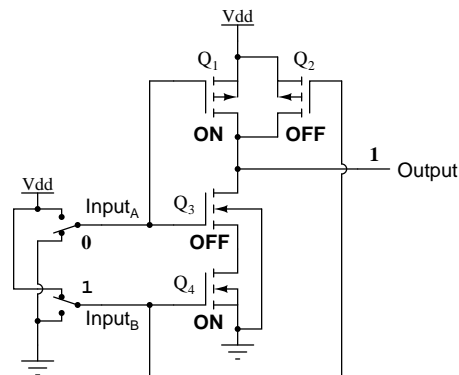 Vdd
Q1 Q2
ON OFF
1
Output
Vdd
InputA
Q3
0
OFF
1
Q4
InputB
ON